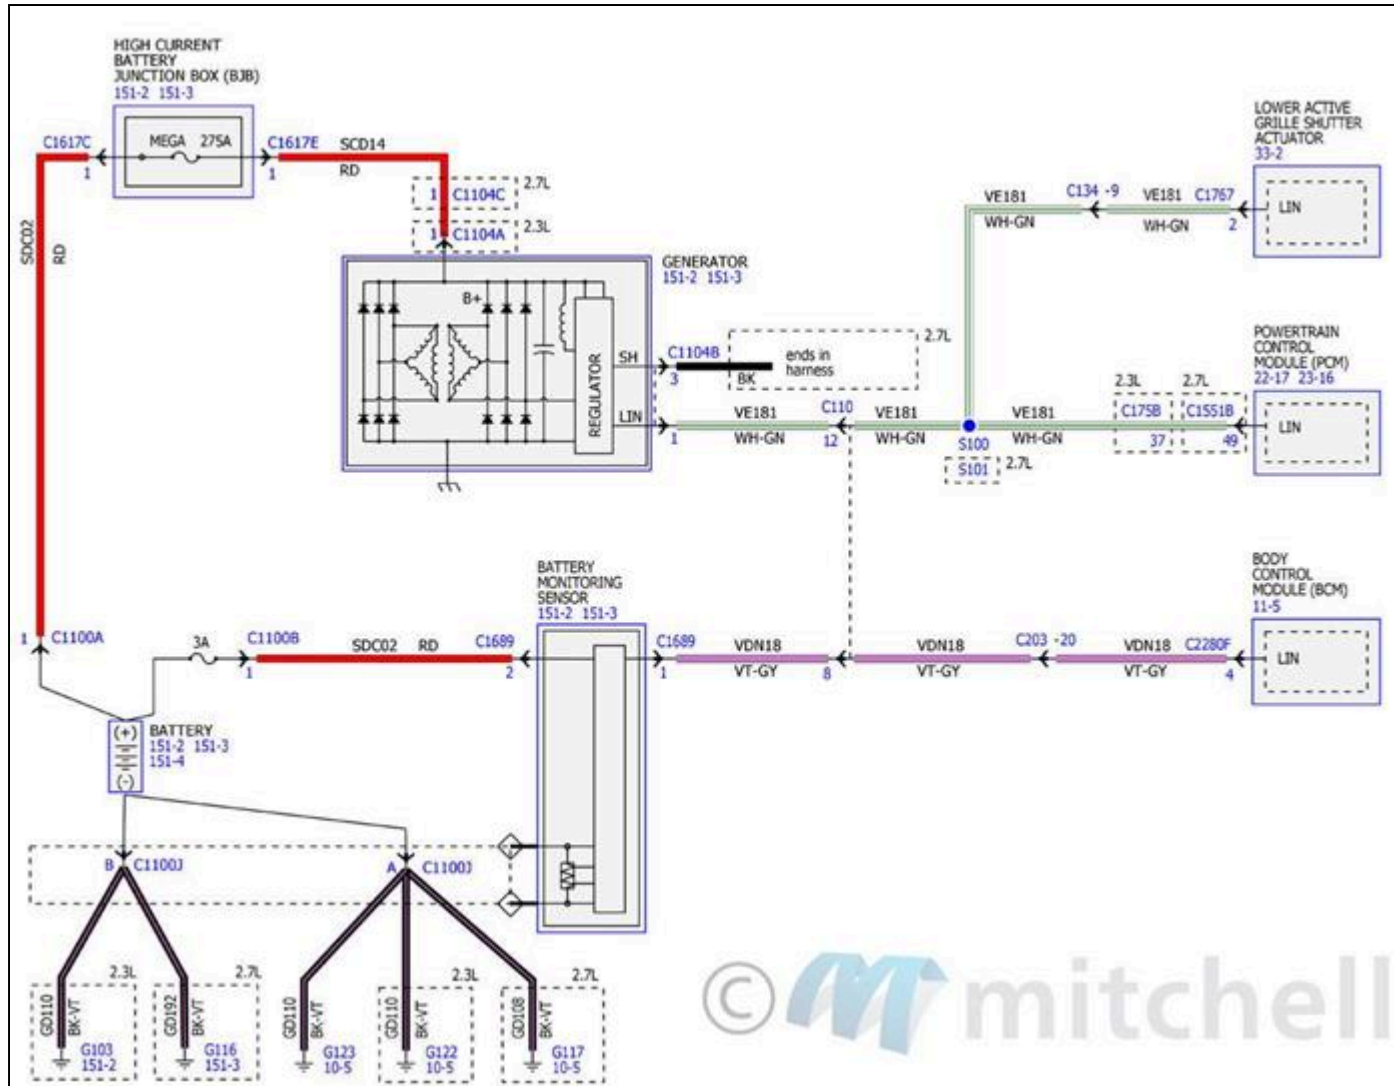 HIGH CURRENT
BATTERY
JUNCTION BOX (BJB)
151-2 151-3
C1617C
MEGA 275A
C1617E
SCD14
1
1
RD
1 C1104C
2.7L
1 C1104A
2.3L
SDC02
RD
GENERATOR
151-2 151-3
B+
REGULATOR
SH
LIN
C1104B
3
BK
ends in
harness
2.7L
1
VE181
WH-GN
C110
12
VE181
WH-GN
S100
S101
2.7L
VE181
WH-GN
VE181
WH-GN
C134 -9
VE181
WH-GN
C1767
2
LOWER ACTIVE
GRILLE SHUTTER
ACTUATOR
33-2
LIN
2.3L
C175B
37
2.7L
C1551B
49
POWERTRAIN
CONTROL
MODULE (PCM)
22-17 23-16
LIN
1
C1100A
3A
C1100B
1
SDC02 RD
C1689
2
BATTERY
MONITORING
SENSOR
151-2 151-3
C1689
1
VDN18
VT-GY
8
VDN18
VT-GY
C203 -20
VDN18
VT-GY
C2280F
4
BODY
CONTROL
MODULE (BCM)
11-5
LIN
(+)
(-)
BATTERY
151-2 151-3
151-4
B
C1100J
A
C1100J
2.3L
GD110
BK-VT
G103
151-2
2.7L
GD192
BK-VT
G116
151-3
GD110
BK-VT
G123
10-5
2.3L
GD110
BK-VT
G122
10-5
2.7L
GD108
BK-VT
G117
10-5
© mitchell